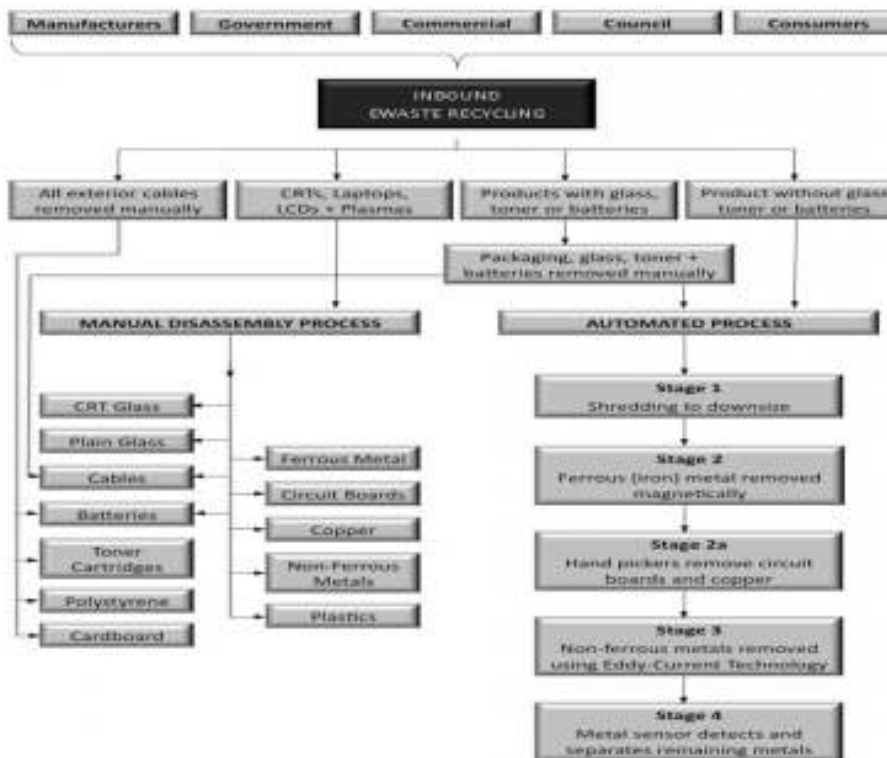 Manufacturers
Government
Commercial
Council
Consumers
INBOUND
EWASTE RECYCLING
All exterior cables
removed manually
CRTs, Laptops,
LCDs + Plasmas
Products with glass,
toner or batteries
Product without glass
toner or batteries
Packaging, glass, toner +
batteries removed manually
MANUAL DISASSEMBLY PROCESS
AUTOMATED PROCESS
CRT Glass
Plain Glass
Cables
Batteries
Toner
Cartridges
Polystyrene
Cardboard
Ferrous Metal
Circuit Boards
Copper
Non-Ferrous
Metals
Plastics
Stage 1
Shredding to downsize
Stage 2
Ferrous (iron) metal removed
magnetically
Stage 2a
Hand pickers remove circuit
boards and copper
Stage 3
Non-ferrous metals removed
using Eddy-Current Technology
Stage 4
Metal sensor detects and
separates remaining metals